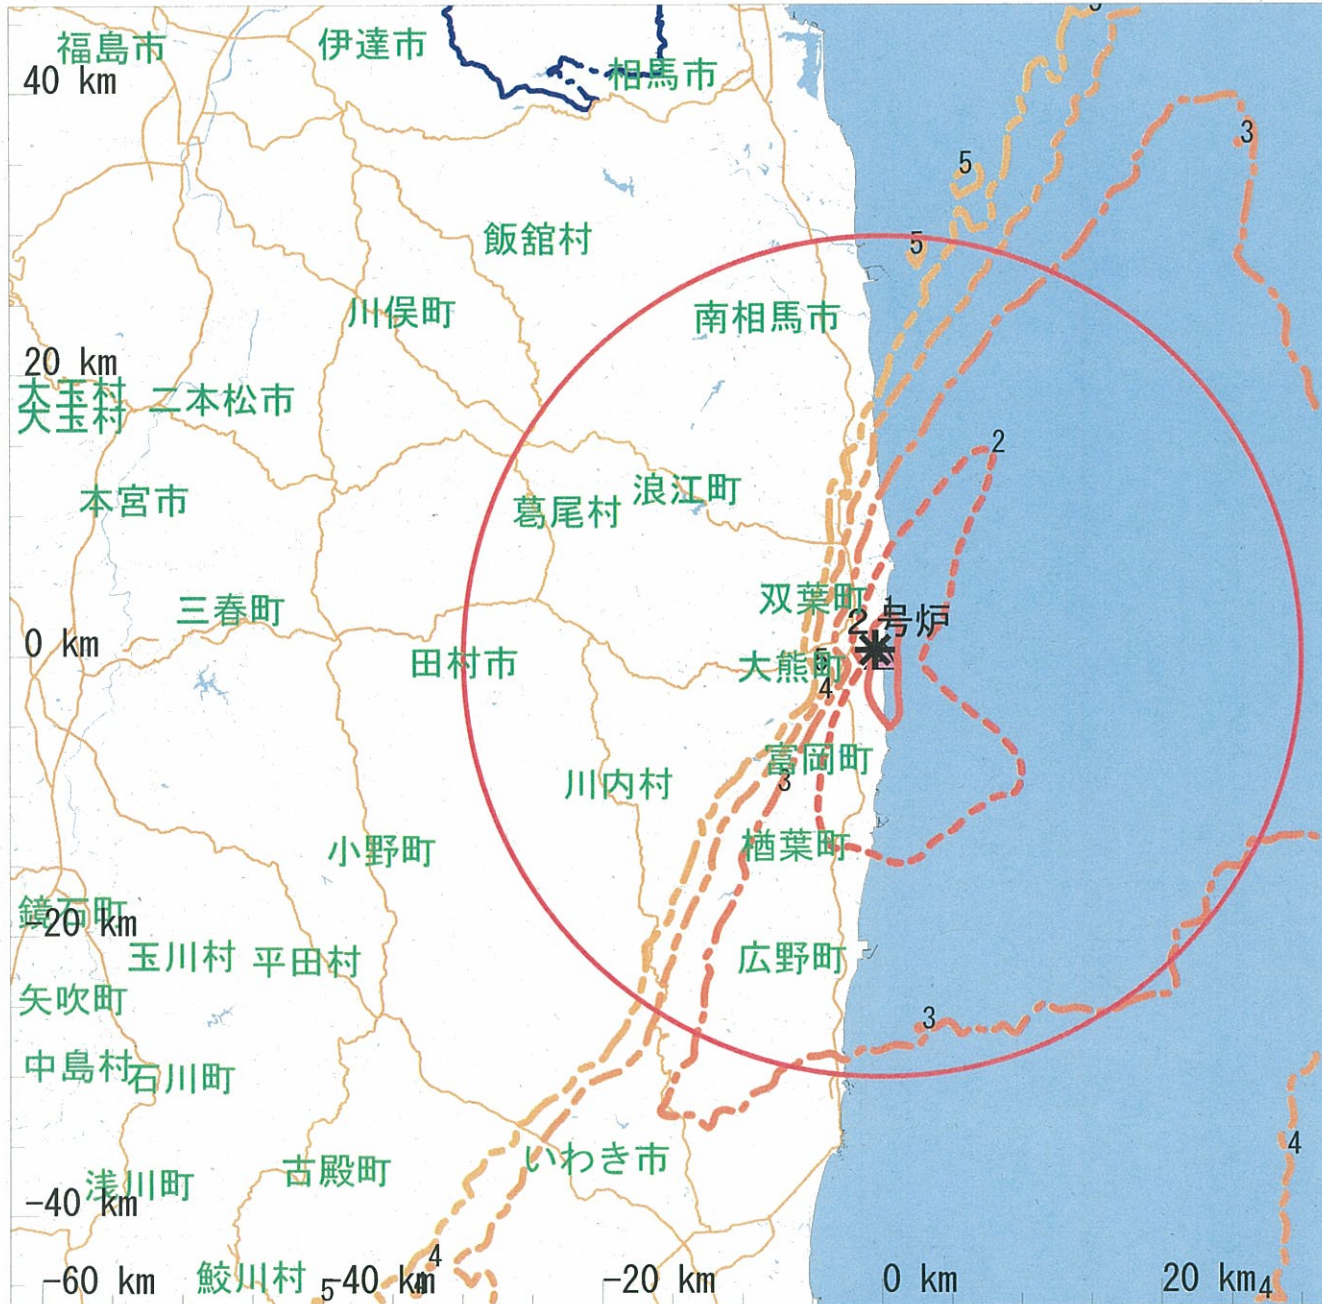 福島市
伊達市
相馬市
40 km
5
3
5
飯舘村
5
川俣町
南相馬市
20 km
大玉村
二本松市
大玉村
2
本宮市
葛尾村
浪江町
三春町
双葉町
1
2号炉
0 km
田村市
大熊町
5
4
富岡町
川内村
3
小野町
楢葉町
鏡石町
-20 km
玉川村
平田村
広野町
矢吹町
3
中島村
石川町
いわき市
4
古殿町
浅川町
-40 km
4
鮫川村
5
4
-60 km
-40 km
-20 km
0 km
20 km
4